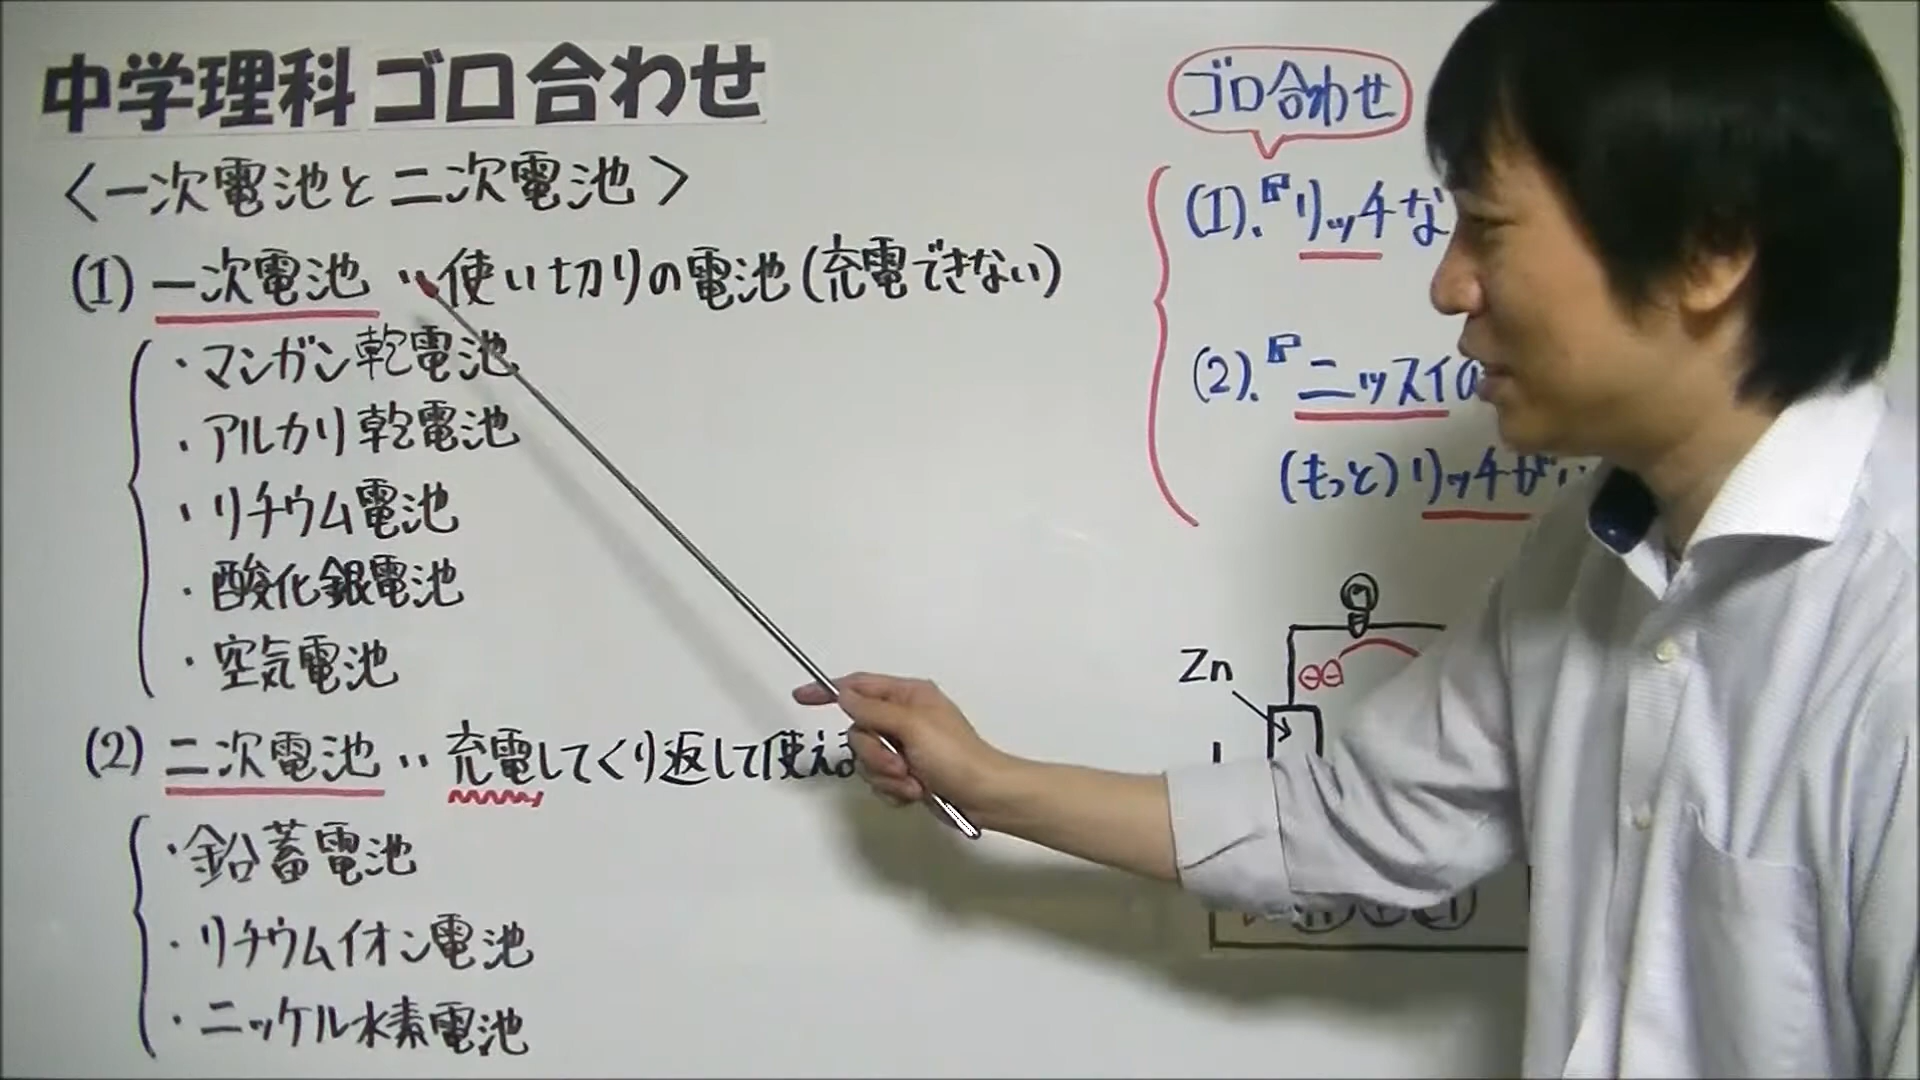 中学理科 ゴロ合わせ
〈一次電池と二次電池〉
(1) 一次電池‥使い切りの電池(充電できない)
・マンガン乾電池
・アルカリ乾電池
・リチウム電池
・酸化銀電池
・空気電池
(2) 二次電池‥充電してくり返して使える
・鉛蓄電池
・リチウムイオン電池
・ニッケル水素電池
ゴロ合わせ
(1).『リッチな
(2).『ニッスイの
(もっと)リッチがい
Zn
⊖⊖